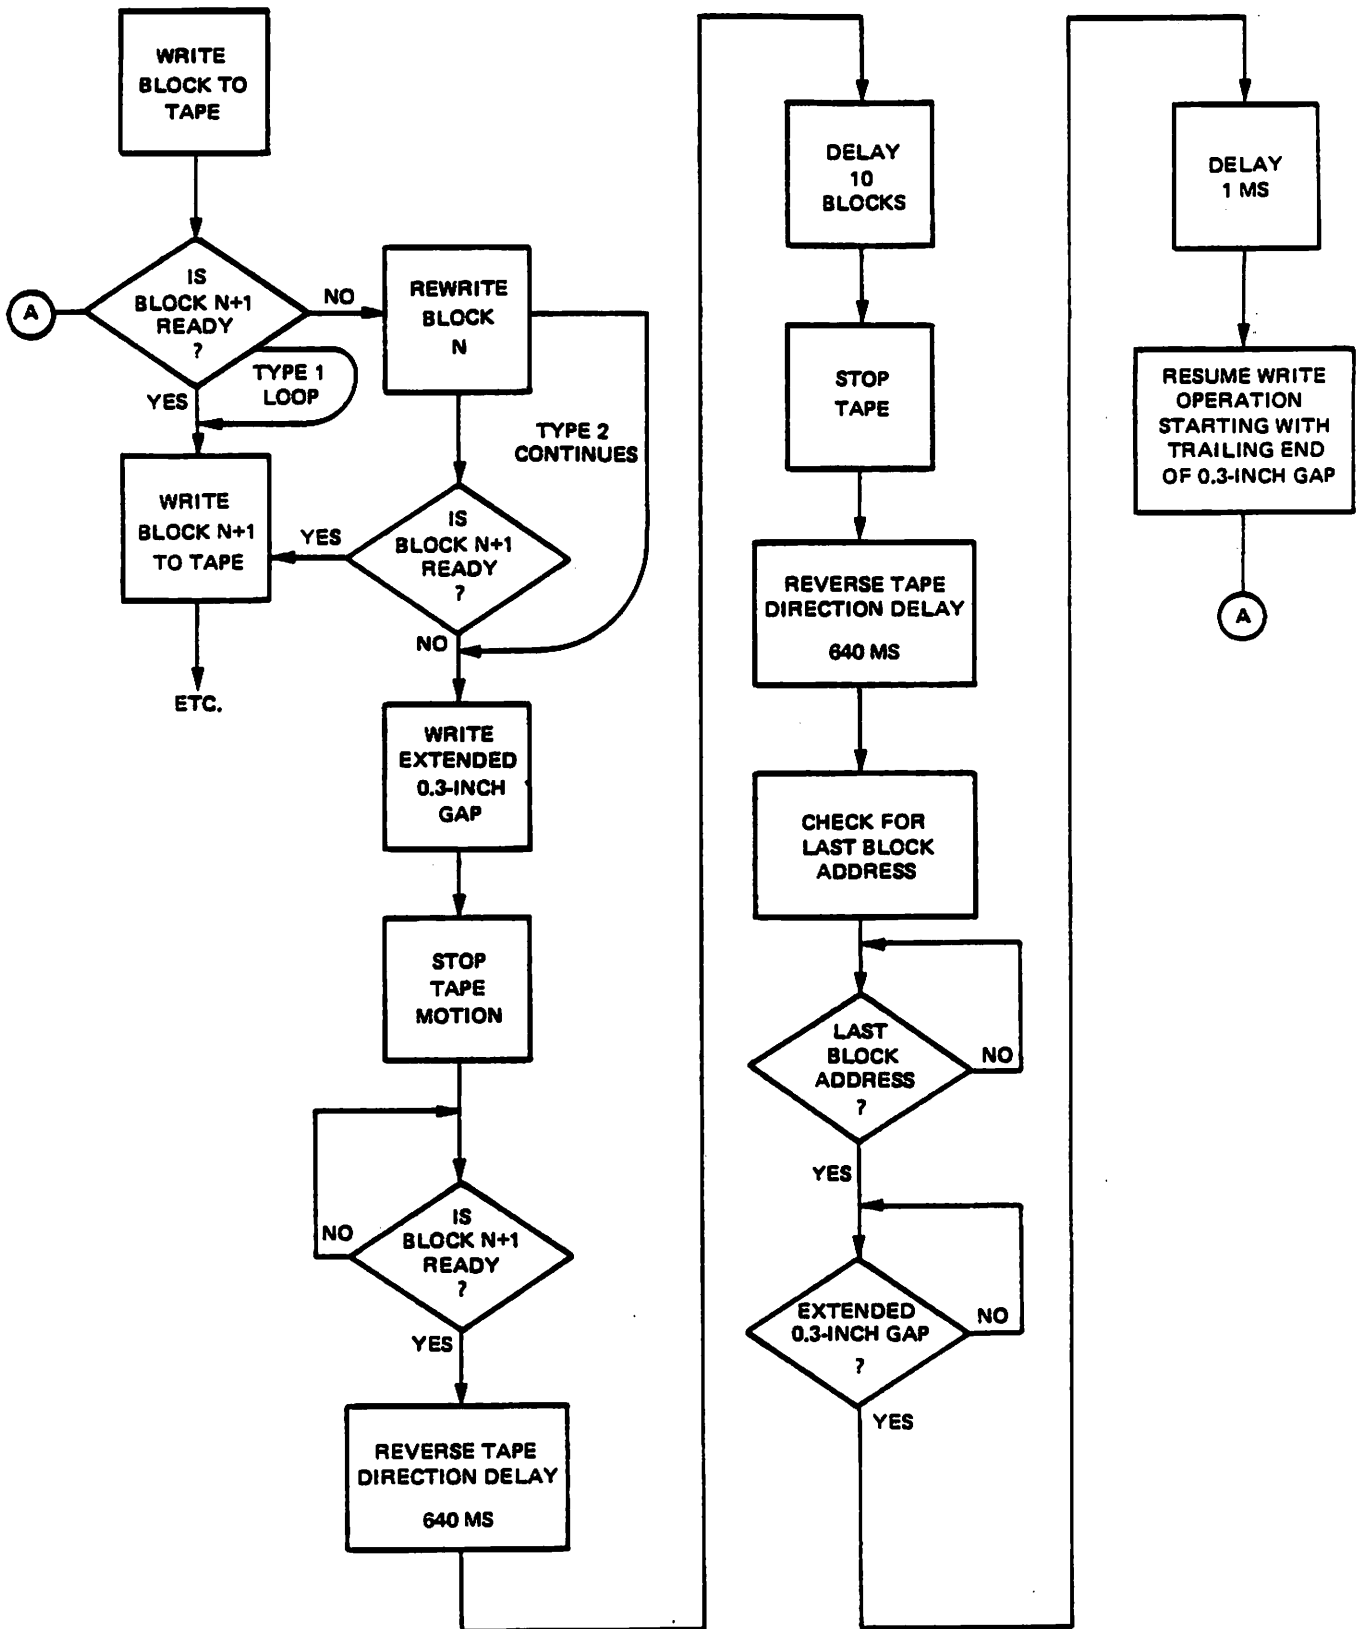 WRITE
BLOCK TO
TAPE
IS
BLOCK N+1
READY
?
A
NO
YES
TYPE 1
LOOP
REWRITE
BLOCK
N
TYPE 2
CONTINUES
WRITE
BLOCK N+1
TO TAPE
ETC.
YES
IS
BLOCK N+1
READY
?
NO
WRITE
EXTENDED
0.3-INCH
GAP
STOP
TAPE
MOTION
NO
IS
BLOCK N+1
READY
?
YES
REVERSE TAPE
DIRECTION DELAY
640 MS
DELAY
10
BLOCKS
STOP
TAPE
REVERSE TAPE
DIRECTION DELAY
640 MS
CHECK FOR
LAST BLOCK
ADDRESS
LAST
BLOCK
ADDRESS
?
NO
YES
EXTENDED
0.3-INCH GAP
?
NO
YES
DELAY
1 MS
RESUME WRITE
OPERATION
STARTING WITH
TRAILING END
OF 0.3-INCH GAP
A